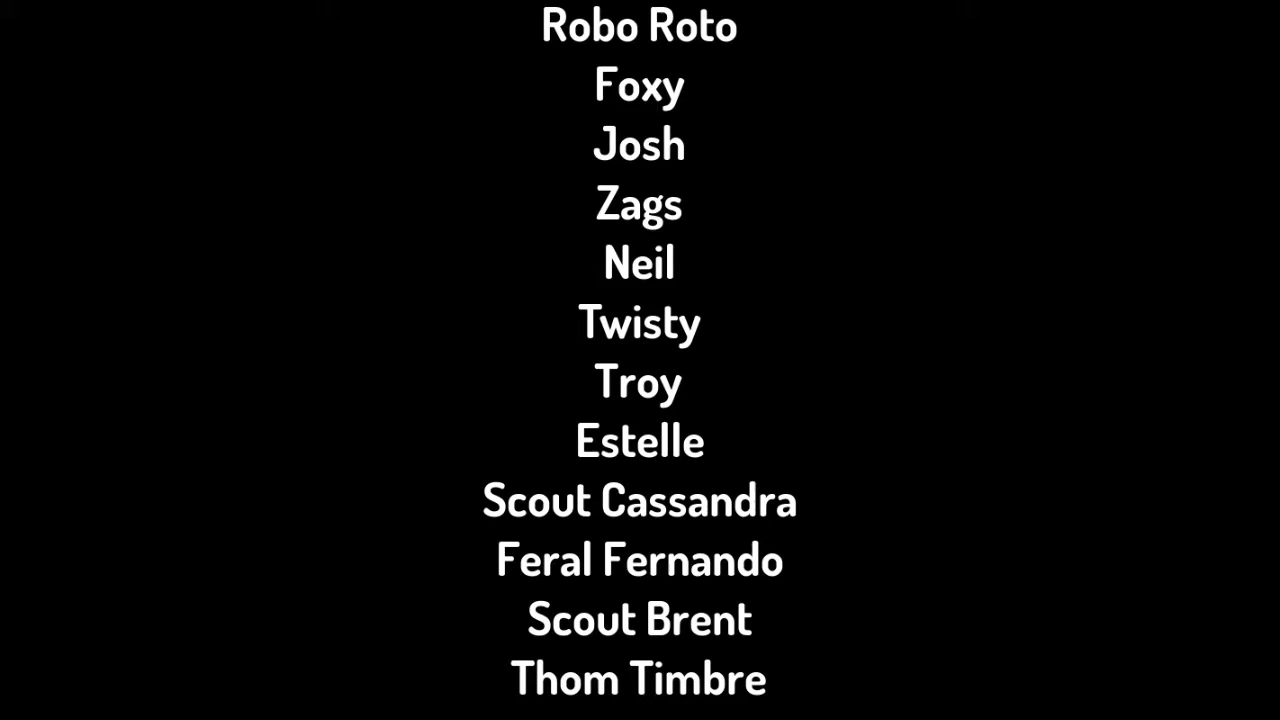 Robo Roto
Foxy
Josh
Zags
Neil
Twisty
Troy
Estelle
Scout Cassandra
Feral Fernando
Scout Brent
Thom Timbre